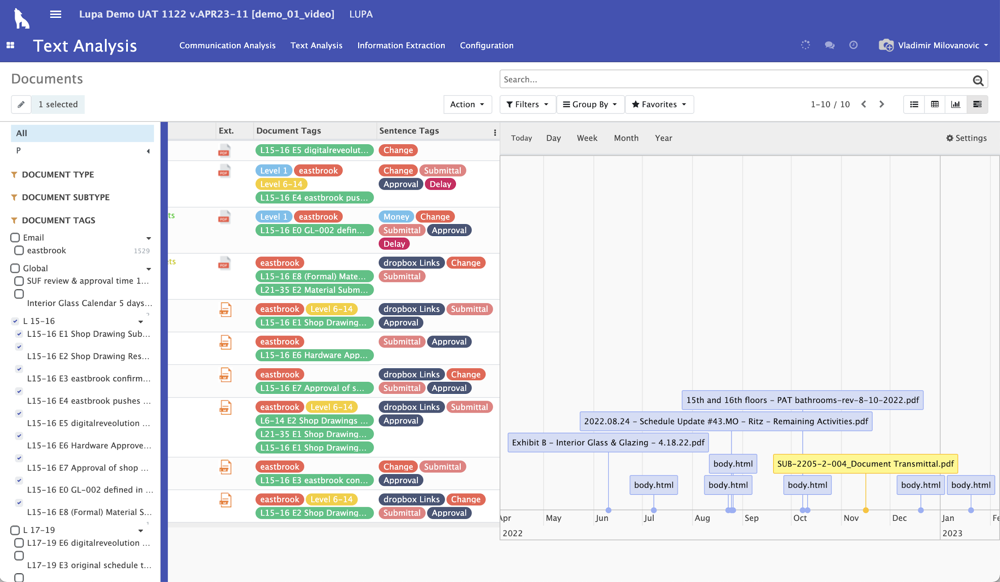 Lupa Demo UAT 1122 v.APR23-11 [demo_01_video] LUPA
Text Analysis Communication Analysis Text Analysis Information Extraction Configuration Vladimir Milovanovic
Documents
Search...
1 selected Action Filters Group By Favorites 1-10 / 10
All
P
DOCUMENT TYPE
DOCUMENT SUBTYPE
DOCUMENT TAGS
Email
eastbrook 1529
Global
SUF review & approval time 1...
Interior Glass Calendar 5 days...
L 15-16
L15-16 E1 Shop Drawing Sub...
L15-16 E2 Shop Drawing Res...
L15-16 E3 eastbrook confirm...
L15-16 E4 eastbrook pushes ...
L15-16 E5 digitalreveolution ...
L15-16 E6 Hardware Approve...
L15-16 E7 Approval of shop ...
L15-16 E0 GL-002 defined in ...
L15-16 E8 (Formal) Material S...
L 17-19
L17-19 E6 digitalreveolution ...
L17-19 E3 original schedule t...
Ext. Document Tags Sentence Tags
PDF L15-16 E5 digitalreveolut... Change
PDF Level 1 eastbrook Change Submittal
Level 6-14 Approval Delay
L15-16 E4 eastbrook pus...
ts PDF Level 1 eastbrook Money Change
L15-16 E0 GL-002 defin... Submittal Approval
Delay
ets PDF eastbrook dropbox Links Change
L15-16 E8 (Formal) Mate... Submittal
L21-35 E2 Material Subm...
eastbrook Level 6-14 dropbox Links Submittal
L15-16 E1 Shop Drawing... Approval
eastbrook Submittal Approval
L15-16 E6 Hardware App...
eastbrook dropbox Links Change
L15-16 E7 Approval of s... Submittal Approval
eastbrook Level 6-14 dropbox Links Submittal
L6-14 E2 Shop Drawings ... Approval
L21-35 E1 Shop Drawing...
L15-16 E1 Shop Drawing...
eastbrook Change Submittal
L15-16 E3 eastbrook con... Approval
eastbrook Level 6-14 dropbox Links Change
L15-16 E2 Shop Drawing... Submittal Approval
Today Day Week Month Year Settings
15th and 16th floors - PAT bathrooms-rev-8-10-2022.pdf
2022.08.24 - Schedule Update #43.MO - Ritz - Remaining Activities.pdf
Exhibit B - Interior Glass & Glazing - 4.18.22.pdf
body.html SUB-2205-2-004_Document Transmittal.pdf
body.html body.html body.html body.html body.html
Apr May Jun Jul Aug Sep Oct Nov Dec Jan Fe
2022 2023